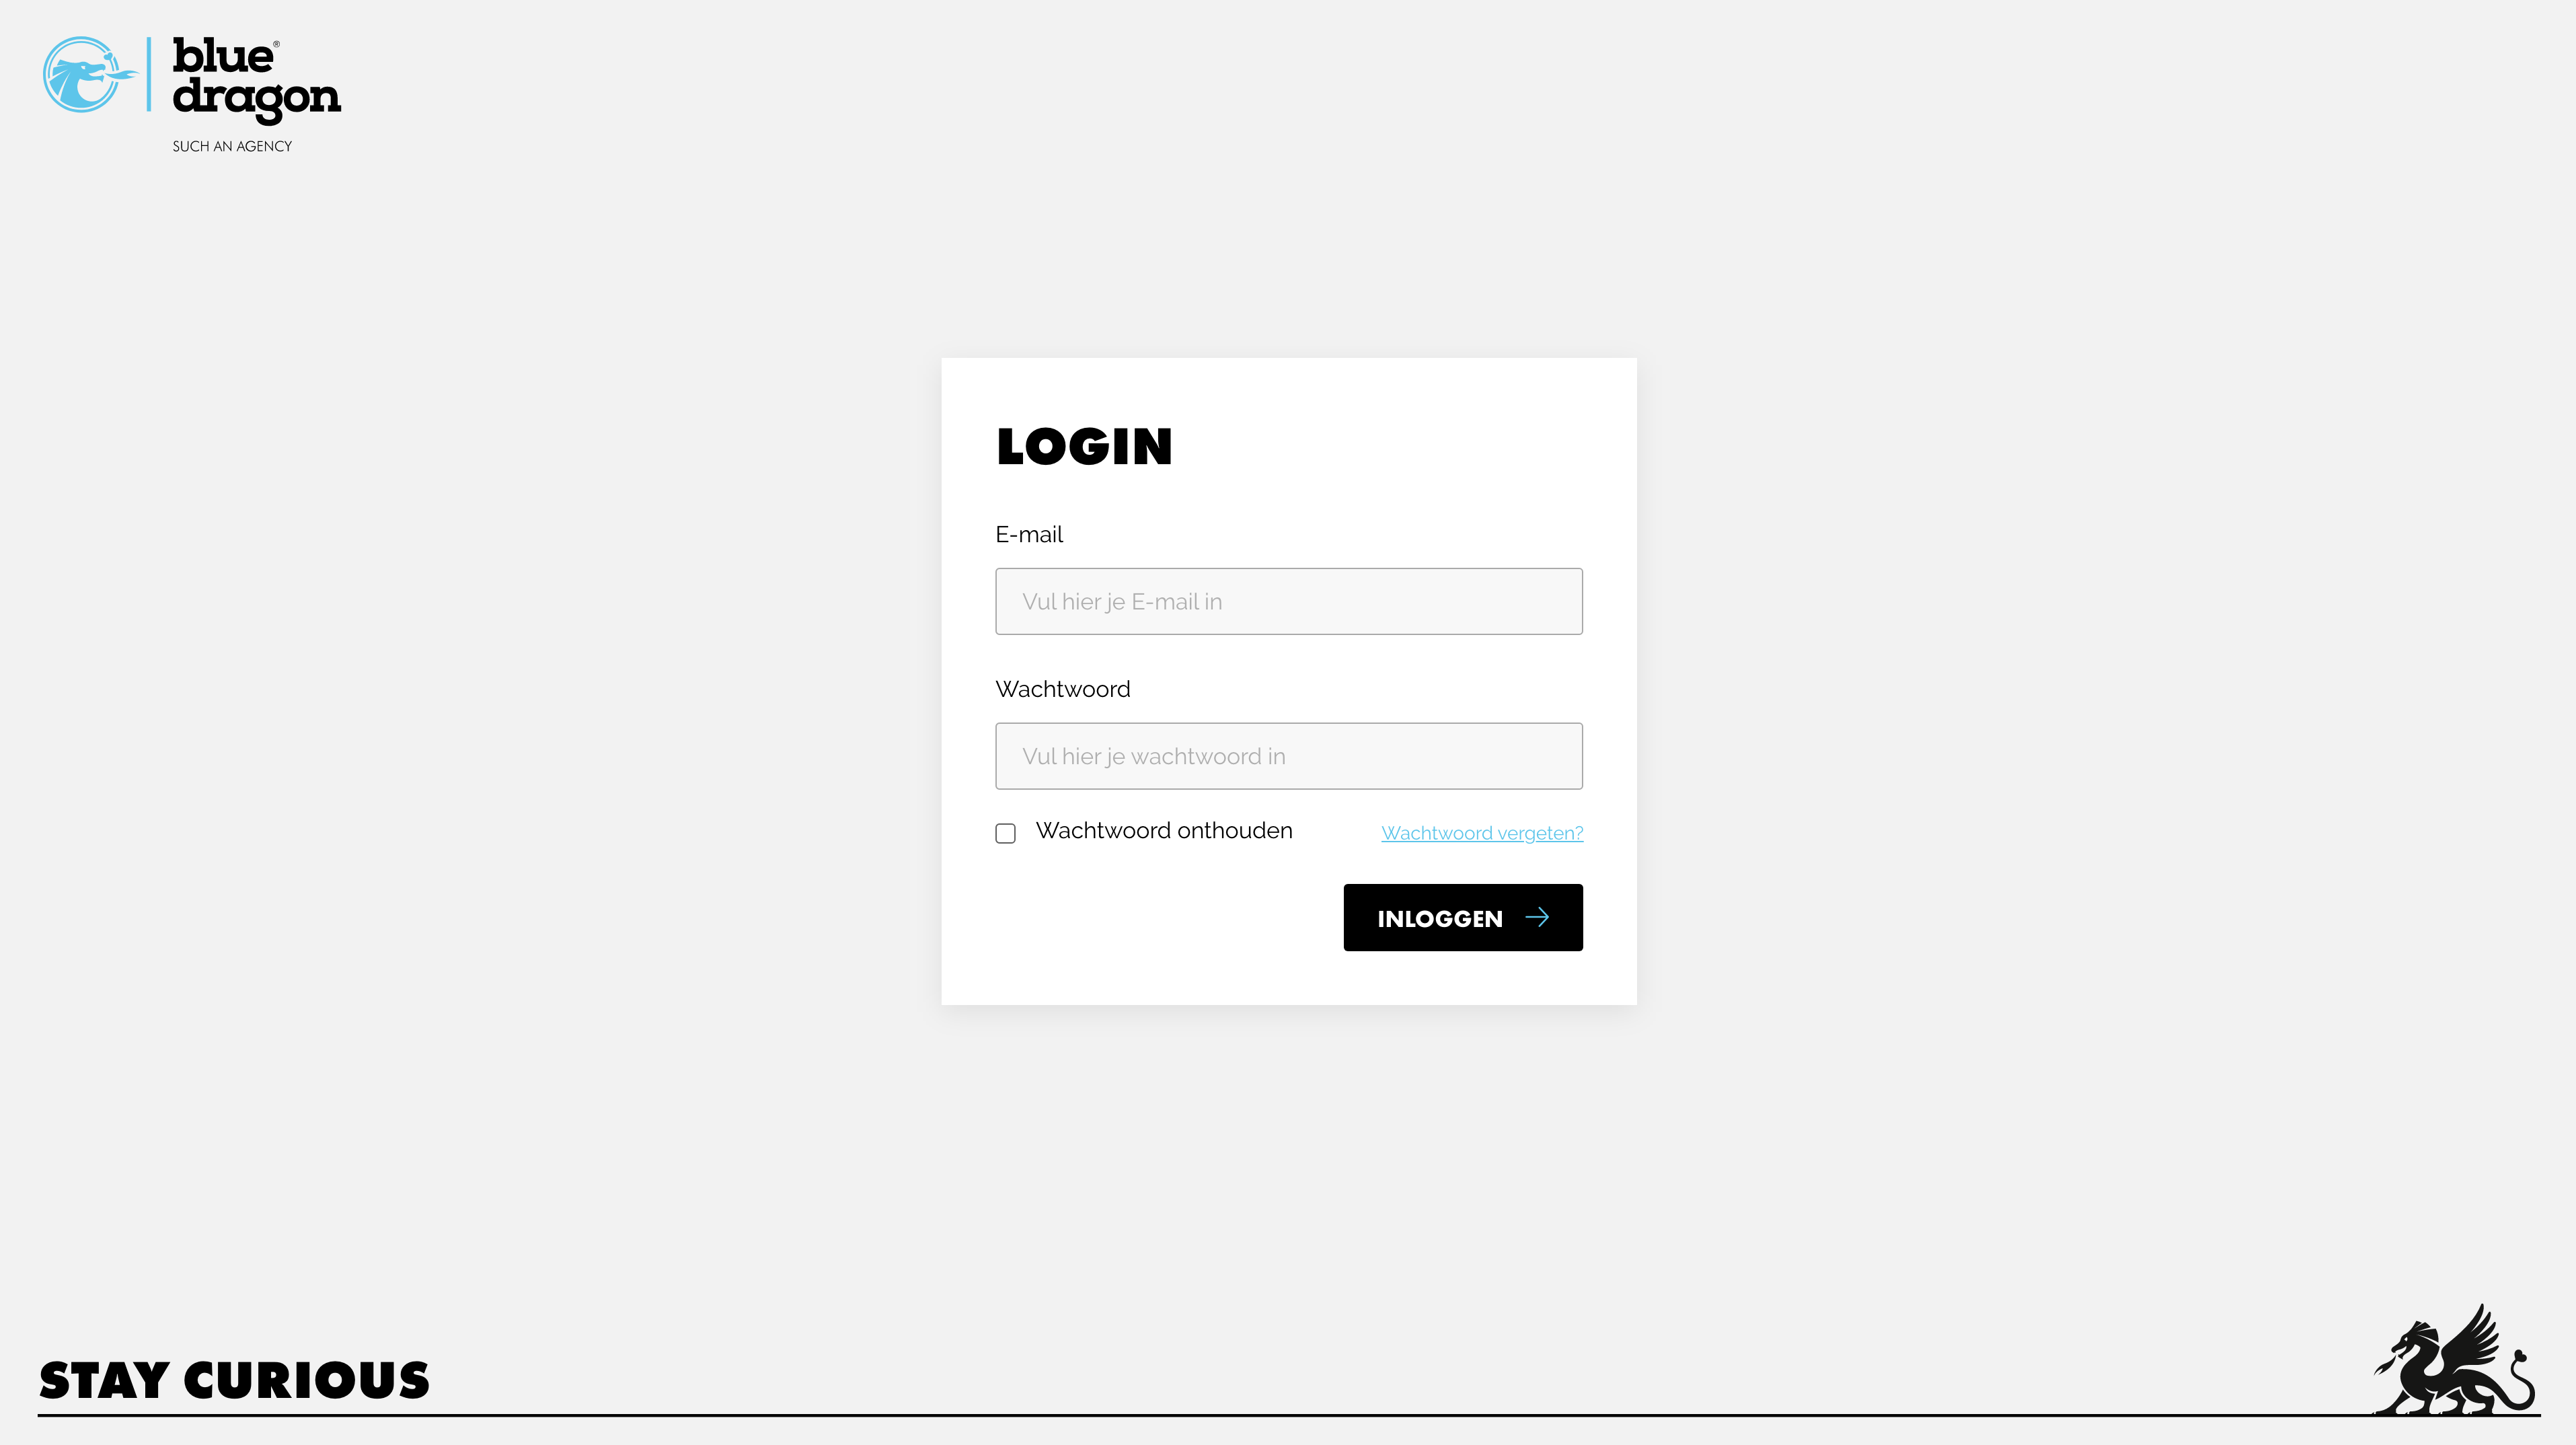 blue®
dragon
SUCH AN AGENCY
LOGIN
E-mail
Vul hier je E-mail in
Wachtwoord
Vul hier je wachtwoord in
Wachtwoord onthouden
Wachtwoord vergeten?
INLOGGEN
STAY CURIOUS